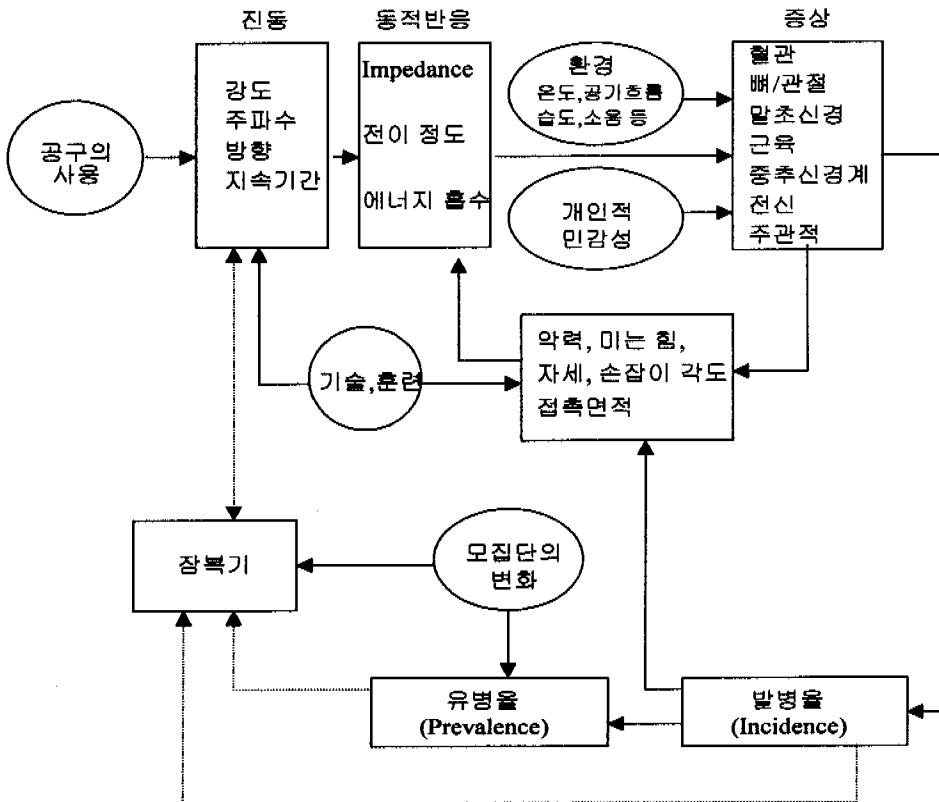 진동
동적반응
증상
공구의
사용
강도
주파수
방향
지속기간
Impedance
전이 정도
에너지 흡수
환경
온도,공기흐름
습도,소움 등
개인적
민감성
혈관
뼈/관절
말초신경
근육
중추신경계
전신
주관적
기술,훈련
악력, 미는 힘,
자세, 손잡이 각도
접촉면적
잠복기
모집단의
변화
유병율
(Prevalence)
발병율
(Incidence)